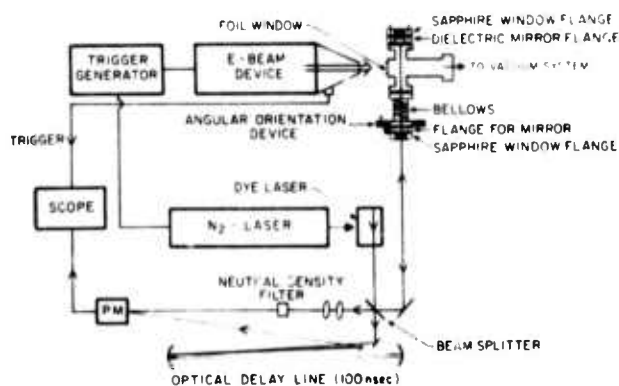 FOIL WINDOW
SAPPHIRE WINDOW FLANGE
DIELECTRIC MIRROR FLANGE
TRIGGER
GENERATOR
E-BEAM
DEVICE
TO VACUUM SYSTEM
BELLOWS
ANGULAR ORIENTATION
DEVICE
FLANGE FOR MIRROR
SAPPHIRE WINDOW FLANGE
TRIGGER
DYE LASER
SCOPE
N2-LASER
NEUTRAL DENSITY
FILTER
PM
BEAM SPLITTER
OPTICAL DELAY LINE (100nsec)